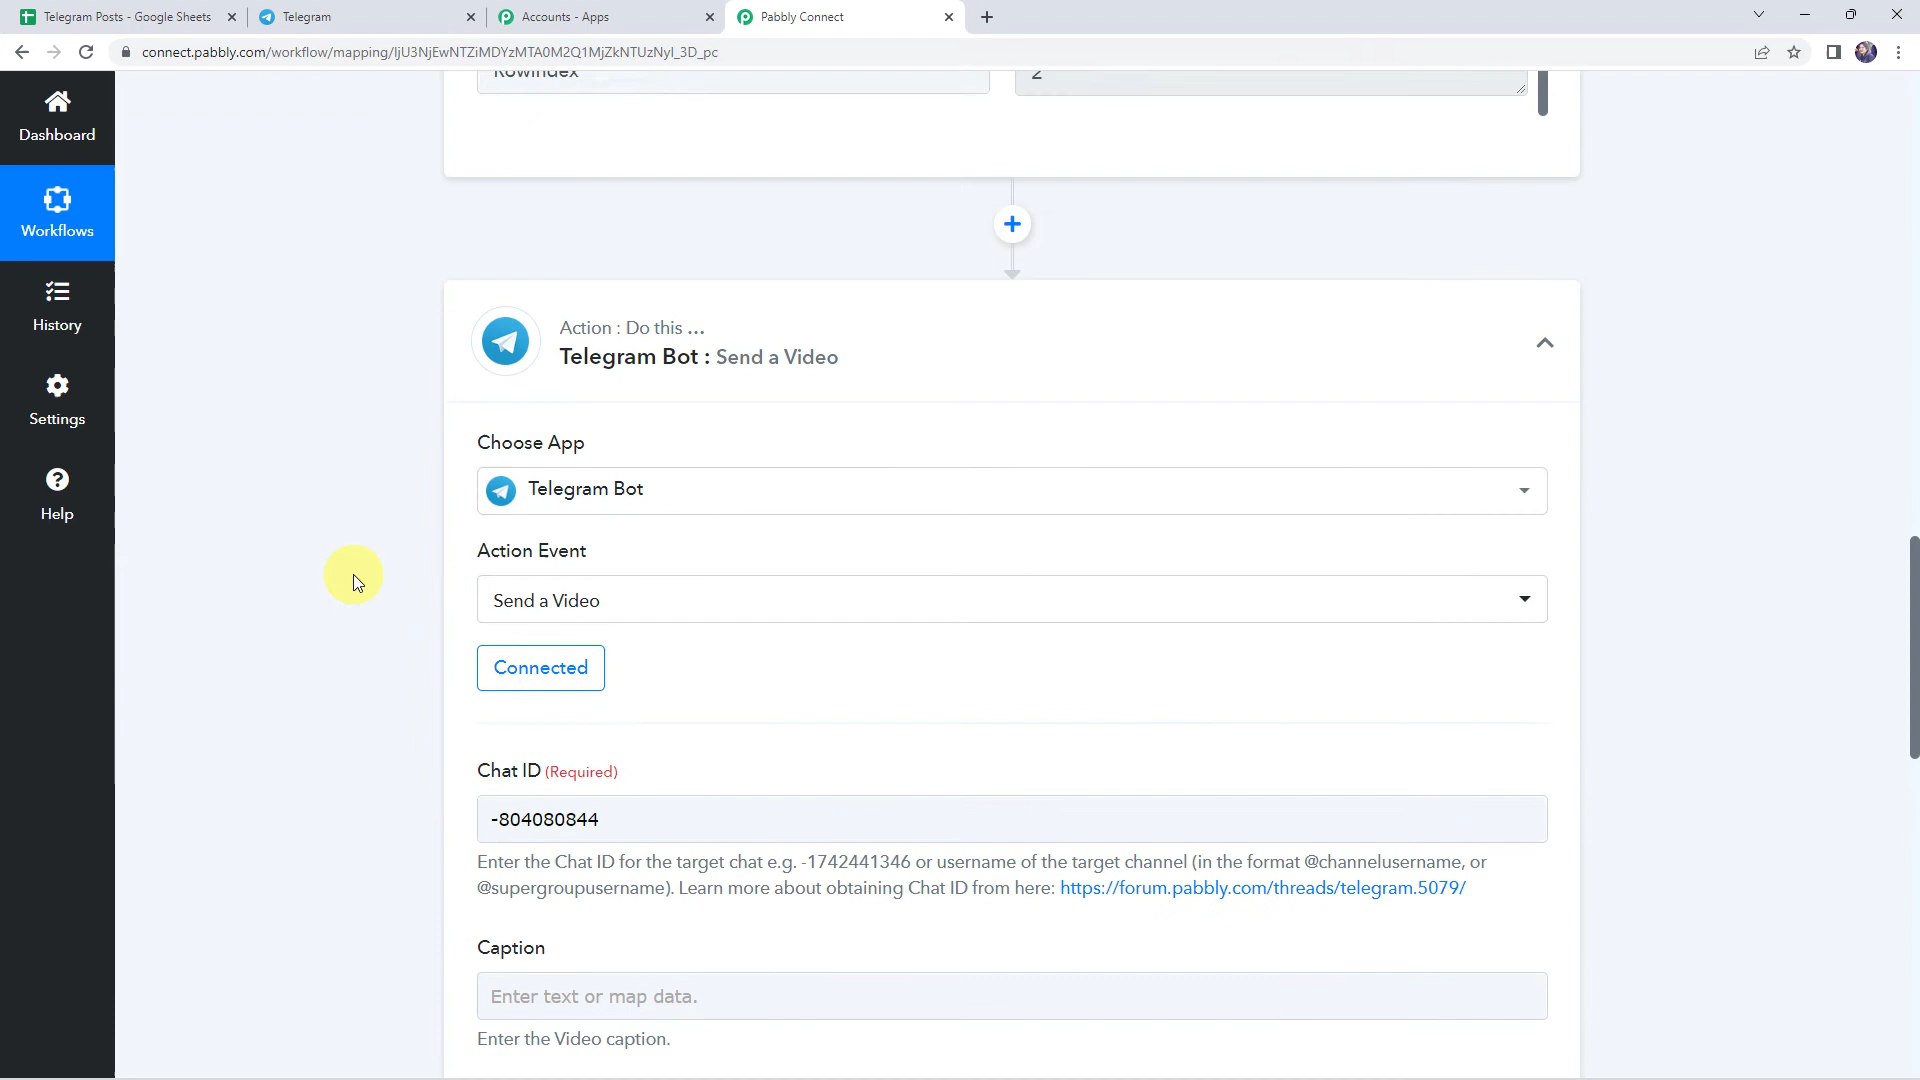 Telegram Posts - Google Sheets
Telegram
Accounts - Apps
Pabbly Connect
connect.pabbly.com/workflow/mapping/IjU3NjEwNTZiMDYzMTA0M2Q1MjZkNTUzNyI_3D_pc
RowIndex
2
Dashboard
Workflows
History
Settings
Help
Action : Do this ...
Telegram Bot : Send a Video
Choose App
Telegram Bot
Action Event
Send a Video
Connected
Chat ID (Required)
-804080844
Enter the Chat ID for the target chat e.g. -1742441346 or username of the target channel (in the format @channelusername, or
@supergroupusername). Learn more about obtaining Chat ID from here: https://forum.pabbly.com/threads/telegram.5079/
Caption
Enter text or map data.
Enter the Video caption.